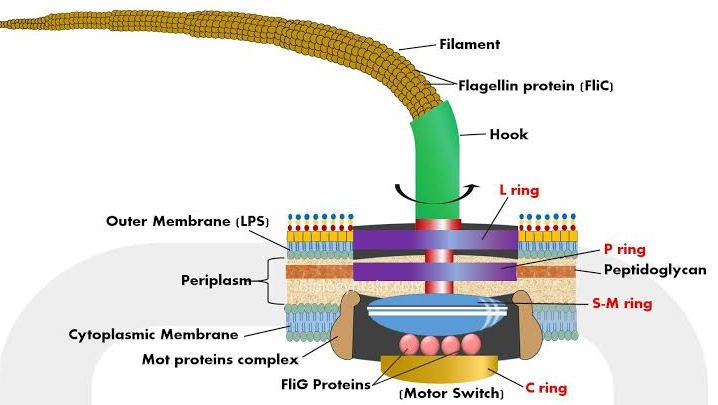 Filament
Flagellin protein (FliC)
Hook
L ring
Outer Membrane (LPS)
P ring
Peptidoglycan
Periplasm
S-M ring
Cytoplasmic Membrane
Mot proteins complex
FliG Proteins
(Motor Switch)
C ring